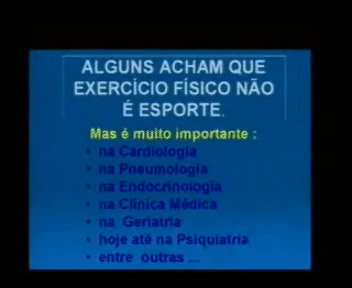 ALGUNS ACHAM QUE
EXERCÍCIO FÍSICO NÃO
É ESPORTE.
Mas é muito importante :
• na Cardiologia
• na Pneumologia
• na Endocrinologia
• na Clínica Médica
• na Geriatria
• hoje até na Psiquiatria
• entre outras ...